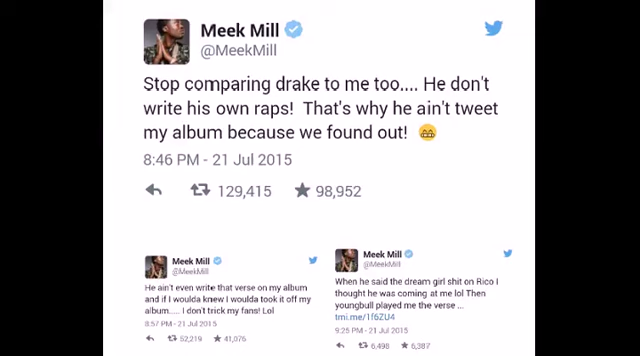 Meek Mill
@MeekMill
Stop comparing drake to me too.... He don't
write his own raps! That's why he ain't tweet
my album because we found out! 😁
8:46 PM - 21 Jul 2015
129,415 98,952
Meek Mill
@MeekMill
He ain't even write that verse on my album
and if I woulda knew I woulda took it off my
album..... I don't trick my fans! Lol
8:57 PM - 21 Jul 2015
52,219 41,076
Meek Mill
@MeekMill
When he said the dream girl shit on Rico I
thought he was coming at me lol Then
youngbull played me the verse ...
tmi.me/1f6ZU4
9:25 PM - 21 Jul 2015
6,498 6,387